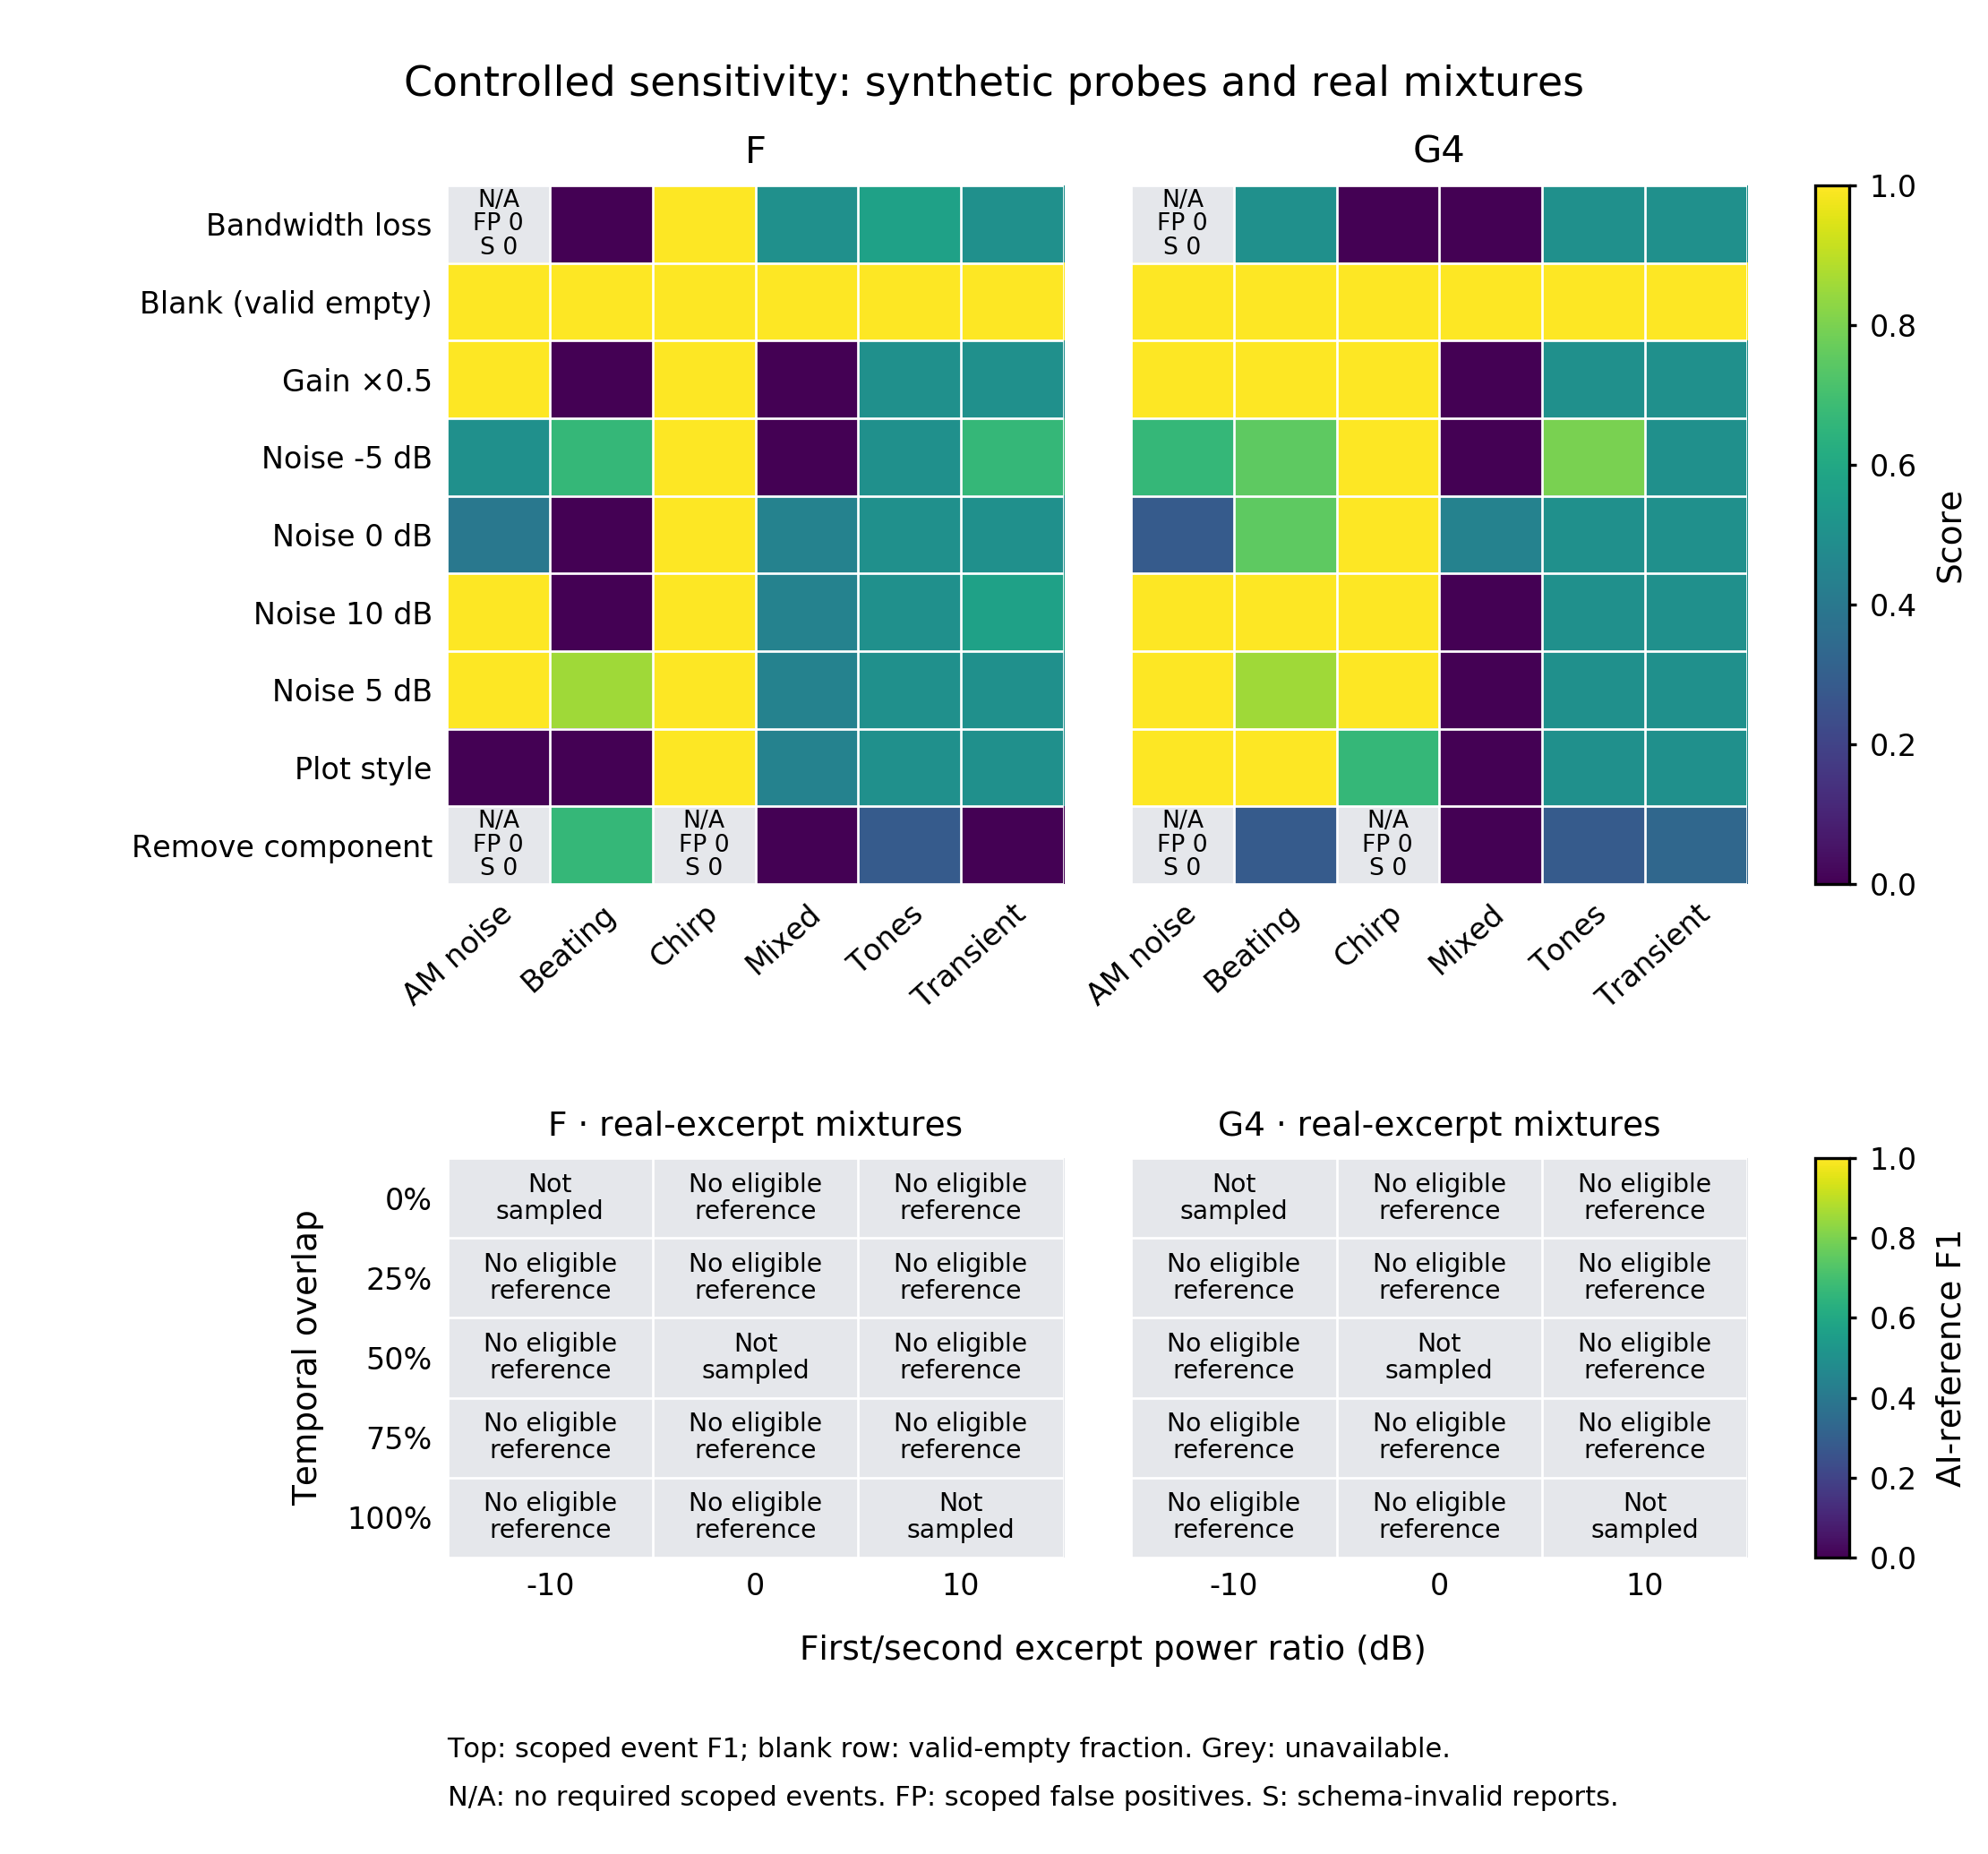 Controlled sensitivity: synthetic probes and real mixtures
F
G4
Bandwidth loss
Blank (valid empty)
Gain ×0.5
Noise -5 dB
Noise 0 dB
Noise 10 dB
Noise 5 dB
Plot style
Remove component
N/A
FP 0
S 0
N/A
FP 0
S 0
N/A
FP 0
S 0
N/A
FP 0
S 0
N/A
FP 0
S 0
N/A
FP 0
S 0
AM noise
Beating
Chirp
Mixed
Tones
Transient
AM noise
Beating
Chirp
Mixed
Tones
Transient
1.0
0.8
0.6
0.4
0.2
0.0
Score
F · real-excerpt mixtures
G4 · real-excerpt mixtures
Temporal overlap
0%
Not
sampled
No eligible
reference
No eligible
reference
Not
sampled
No eligible
reference
No eligible
reference
25%
No eligible
reference
No eligible
reference
No eligible
reference
No eligible
reference
No eligible
reference
No eligible
reference
50%
No eligible
reference
Not
sampled
No eligible
reference
No eligible
reference
Not
sampled
No eligible
reference
75%
No eligible
reference
No eligible
reference
No eligible
reference
No eligible
reference
No eligible
reference
No eligible
reference
100%
No eligible
reference
No eligible
reference
Not
sampled
No eligible
reference
No eligible
reference
Not
sampled
-10
0
10
-10
0
10
1.0
0.8
0.6
0.4
0.2
0.0
AI-reference F1
First/second excerpt power ratio (dB)
Top: scoped event F1; blank row: valid-empty fraction. Grey: unavailable.
N/A: no required scoped events. FP: scoped false positives. S: schema-invalid reports.